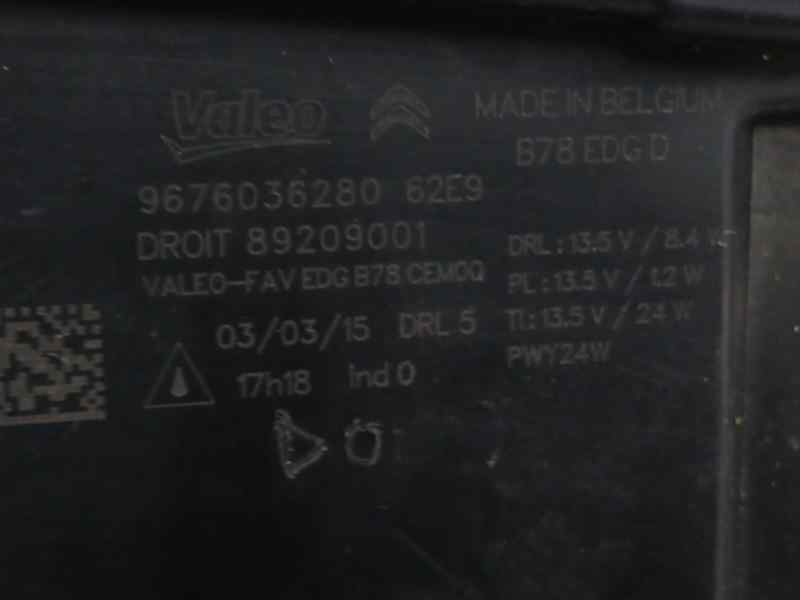 Valeo
MADE IN BELGIUM
B78 EDG D
9676036280 62E9
DROIT 89209001
VALEO-FAV EDG B78 CEMOQ
DRL : 13.5 V / 8.4 W
PL : 13.5 V / 1.2 W
TI : 13.5 V / 24 W
PWY24W
03/03/15 DRL 5
17h18 Ind 0